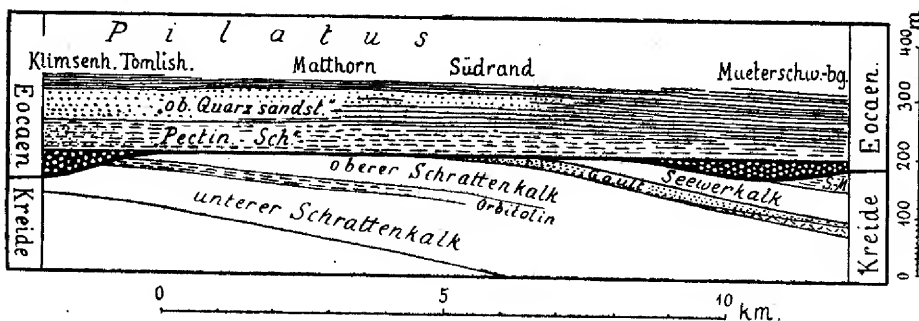 Pilatus
Klimsenh. Tomlish. Matthorn Südrand Mueterschw.-bg.
Eocaen
Kreide
„ob. Quarzsandst."
Pectin.-Sch.
oberer Schrattenkalk
Orbitolin
unterer Schrattenkalk
Gault
Seewerkalk
S.M.
Eocaen.
Kreide
400 m
300
200
100
0
0 5 10 km.